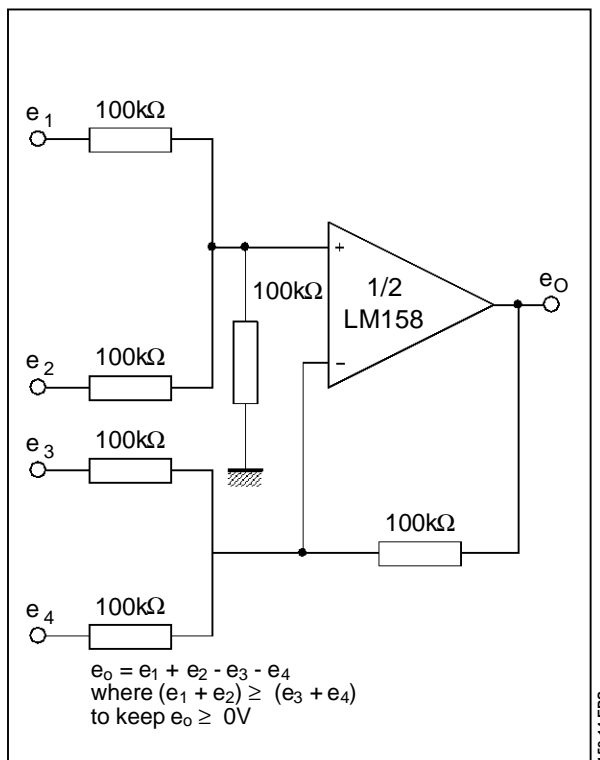 e1
100kΩ
+
100kΩ
1/2
LM158
eO
e2
100kΩ
−
e3
100kΩ
100kΩ
e4
100kΩ
eo = e1 + e2 - e3 - e4
where (e1 + e2) ≥ (e3 + e4)
to keep eo ≥ 0V